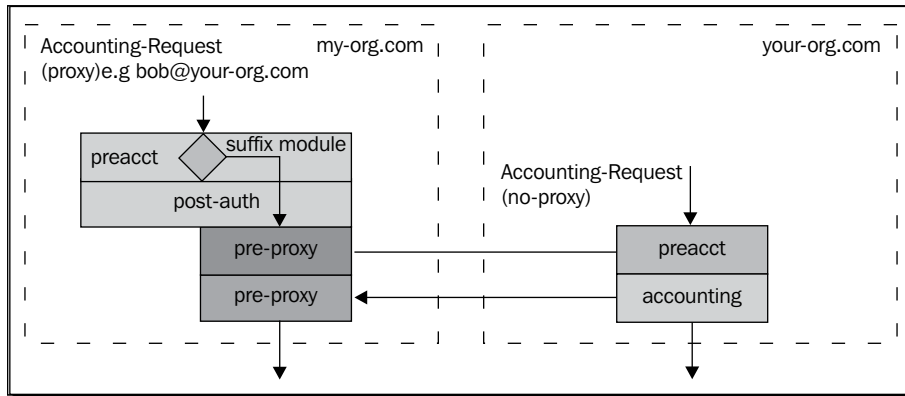 Accounting-Request
(proxy)e.g bob@your-org.com
my-org.com
suffix module
preacct
post-auth
pre-proxy
pre-proxy
your-org.com
Accounting-Request
(no-proxy)
preacct
accounting